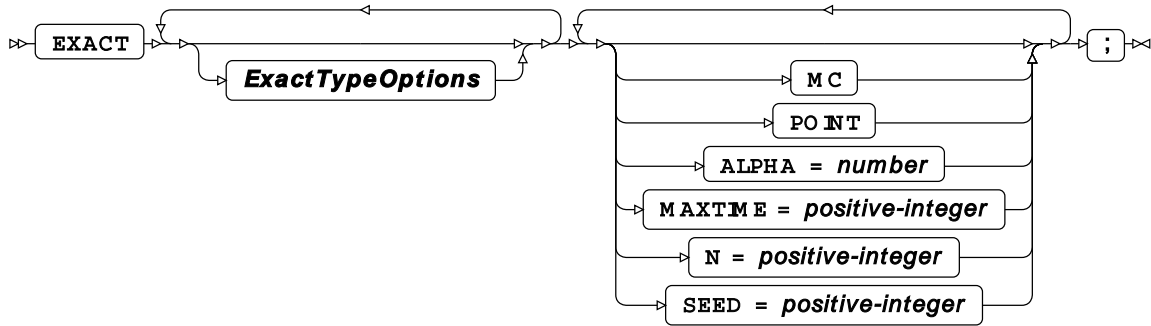 EXACT
;
ExactTypeOptions
MC
POINT
ALPHA = number
MAXTIME = positive-integer
N = positive-integer
SEED = positive-integer